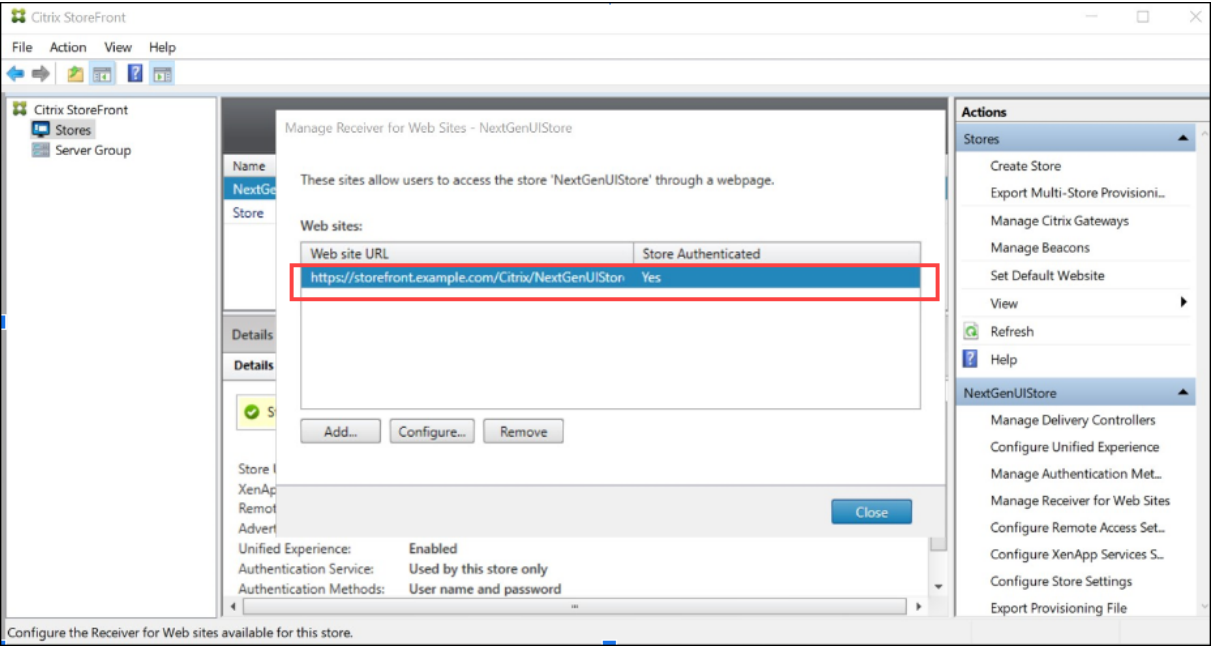 Citrix StoreFront
File Action View Help
Citrix StoreFront
Stores
Server Group
Name
NextGe
Store
Details
Details
Store
XenAp
Remot
Advert
Unified Experience: Enabled
Authentication Service: Used by this store only
Authentication Methods: User name and password
Manage Receiver for Web Sites - NextGenUIStore
These sites allow users to access the store 'NextGenUIStore' through a webpage.
Web sites:
Web site URL Store Authenticated
https://storefront.example.com/Citrix/NextGenUIStor Yes
Add... Configure... Remove
Close
Actions
Stores
Create Store
Export Multi-Store Provisioni...
Manage Citrix Gateways
Manage Beacons
Set Default Website
View
Refresh
Help
NextGenUIStore
Manage Delivery Controllers
Configure Unified Experience
Manage Authentication Met...
Manage Receiver for Web Sites
Configure Remote Access Set...
Configure XenApp Services S...
Configure Store Settings
Export Provisioning File
Configure the Receiver for Web sites available for this store.